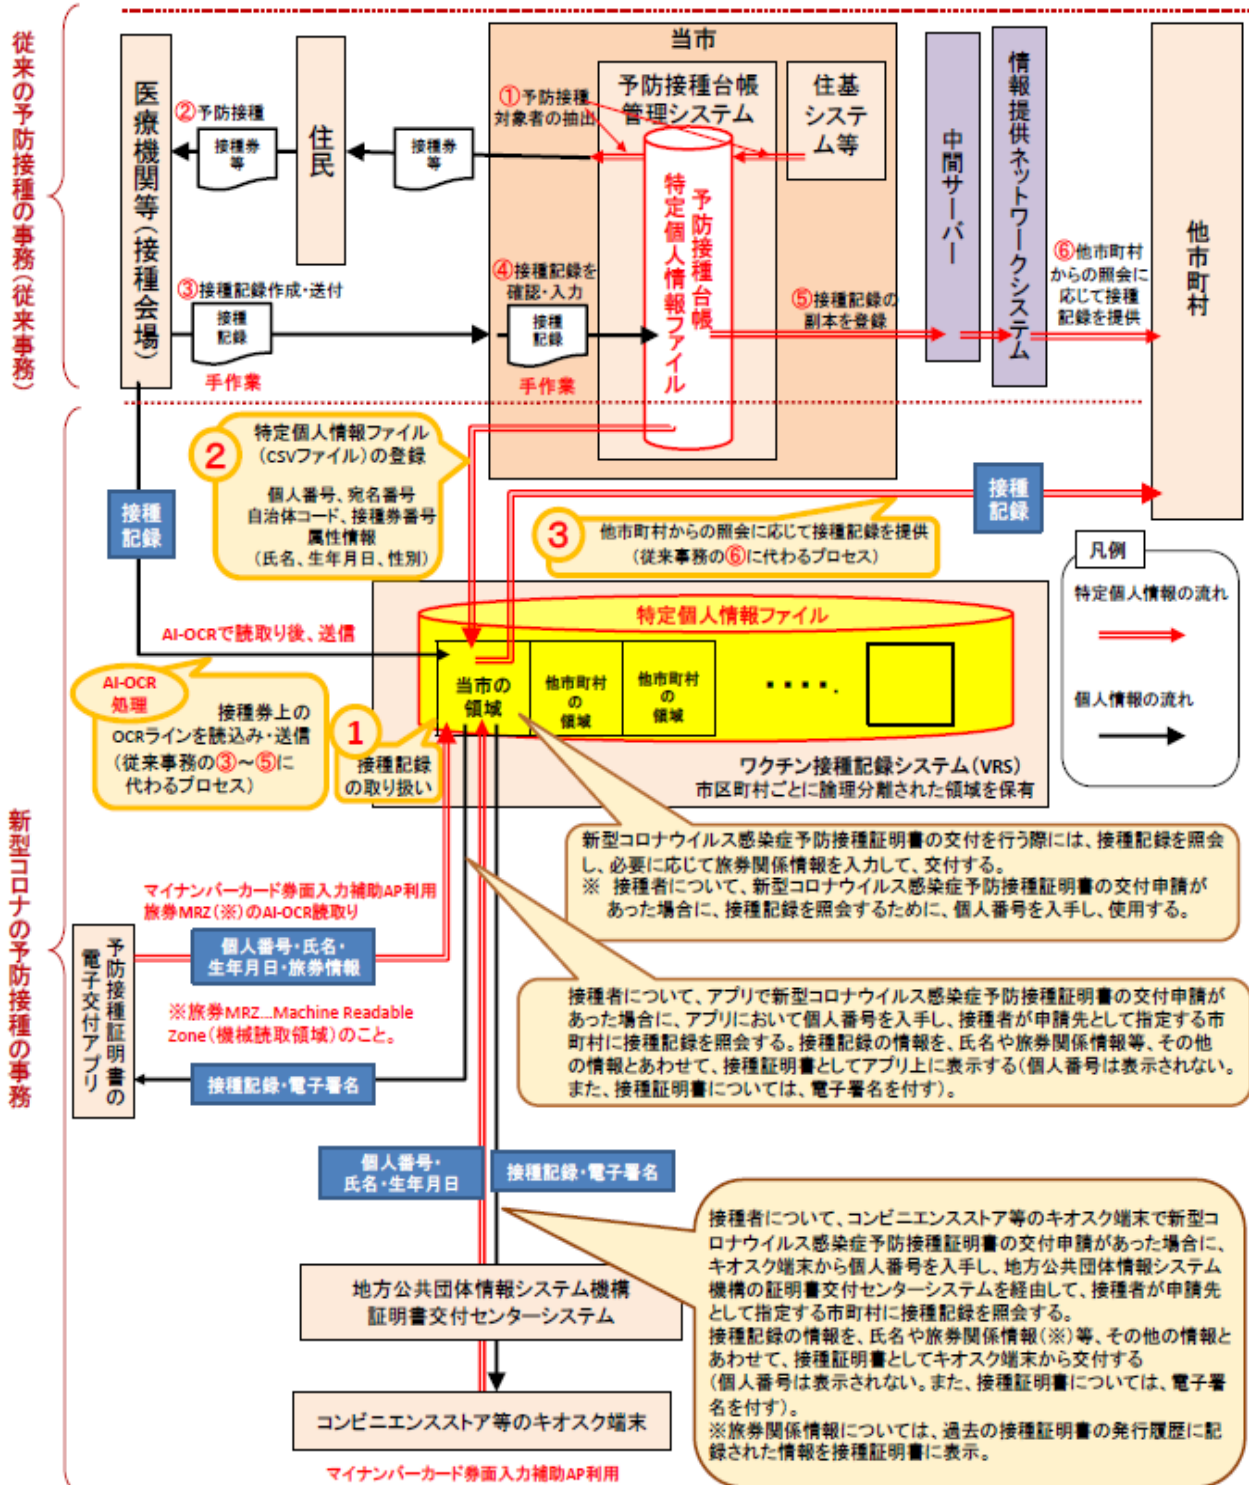 従来の予防接種の事務(従来事務)
医療機関等(接種会場)
②予防接種
接種券
等
住民
接種券
等
当市
①予防接種
対象者の抽出
予防接種台帳
管理システム
住基
システ
ム等
予防接種台帳
特定個人情報ファイル
中間サーバー
情報提供ネットワークシステム
他市町村
③接種記録作成・送付
接種
記録
手作業
④接種記録を
確認・入力
接種
記録
手作業
⑤接種記録の
副本を登録
⑥他市町村
からの照会に
応じて接種
記録を提供
新型コロナの予防接種の事務
接種
記録
2
特定個人情報ファイル
(CSVファイル)の登録
個人番号、宛名番号
自治体コード、接種券番号
属性情報
(氏名、生年月日、性別)
接種
記録
3
他市町村からの照会に応じて接種記録を提供
(従来事務の⑥に代わるプロセス)
凡例
特定個人情報の流れ
個人情報の流れ
特定個人情報ファイル
AI-OCRで読取り後、送信
当市の
領域
他市町村
の
領域
他市町村
の
領域
・・・・.
AI-OCR
処理
接種券上の
OCRラインを読込み・送信
(従来事務の③~⑤に
代わるプロセス)
1
接種記録
の取り扱い
ワクチン接種記録システム(VRS)
市区町村ごとに論理分離された領域を保有
新型コロナウイルス感染症予防接種証明書の交付を行う際には、接種記録を照会
し、必要に応じて旅券関係情報を入力して、交付する。
※ 接種者について、新型コロナウイルス感染症予防接種証明書の交付申請が
あった場合に、接種記録を照会するために、個人番号を入手し、使用する。
マイナンバーカード券面入力補助AP利用
旅券MRZ(※)のAI-OCR読取り
予防接種証明書の
電子交付アプリ
個人番号・氏名・
生年月日・旅券情報
※旅券MRZ…Machine Readable
Zone(機械読取領域)のこと。
接種記録・電子署名
接種者について、アプリで新型コロナウイルス感染症予防接種証明書の交付申請が
あった場合に、アプリにおいて個人番号を入手し、接種者が申請先として指定する市
町村に接種記録を照会する。接種記録の情報を、氏名や旅券関係情報等、その他
の情報とあわせて、接種証明書としてアプリ上に表示する(個人番号は表示されない。
また、接種証明書については、電子署名を付す)。
個人番号・
氏名・生年月日
接種記録・電子署名
接種者について、コンビニエンスストア等のキオスク端末で新型コ
ロナウイルス感染症予防接種証明書の交付申請があった場合に、
キオスク端末から個人番号を入手し、地方公共団体情報システム
機構の証明書交付センターシステムを経由して、接種者が申請先
として指定する市町村に接種記録を照会する。
接種記録の情報を、氏名や旅券関係情報(※)等、その他の情報と
あわせて、接種証明書としてキオスク端末から交付する
(個人番号は表示されない。また、接種証明書については、電子署
名を付す)。
※旅券関係情報については、過去の接種証明書の発行履歴に記
録された情報を接種証明書に表示。
地方公共団体情報システム機構
証明書交付センターシステム
コンビニエンスストア等のキオスク端末
マイナンバーカード券面入力補助AP利用